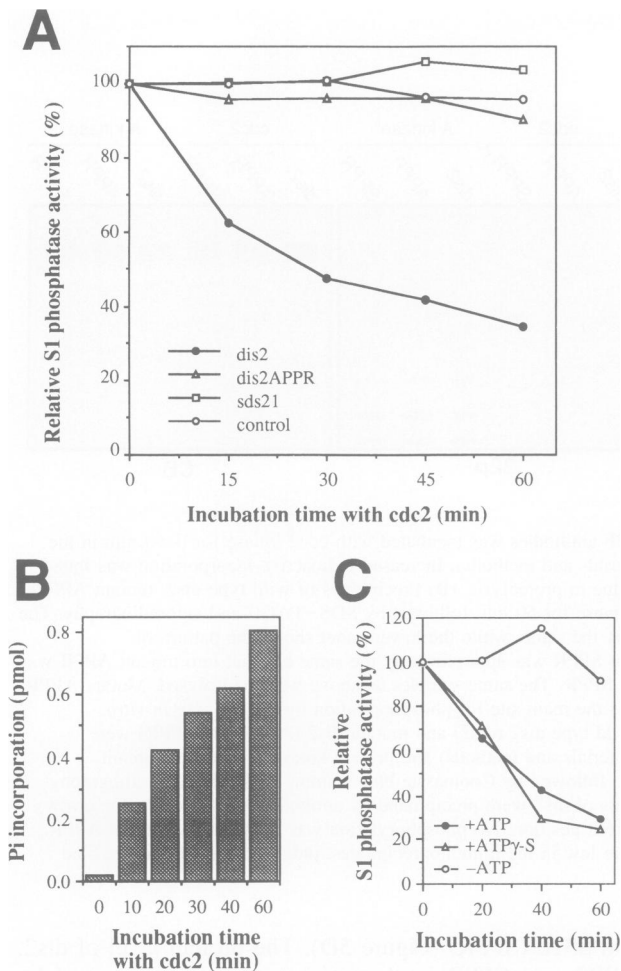 A
Relative S1 phosphatase activity (%)
100
80
60
40
20
0
dis2
dis2APPR
sds21
control
0 15 30 45 60
Incubation time with cdc2 (min)
B
Pi incorporation (pmol)
0.8
0.6
0.4
0.2
0.0
0 10 20 30 40 60
Incubation time
with cdc2 (min)
C
Relative
S1 phosphatase activity (%)
120
100
80
60
40
20
0
+ATP
+ATPγ-S
–ATP
0 20 40 60
Incubation time (min)